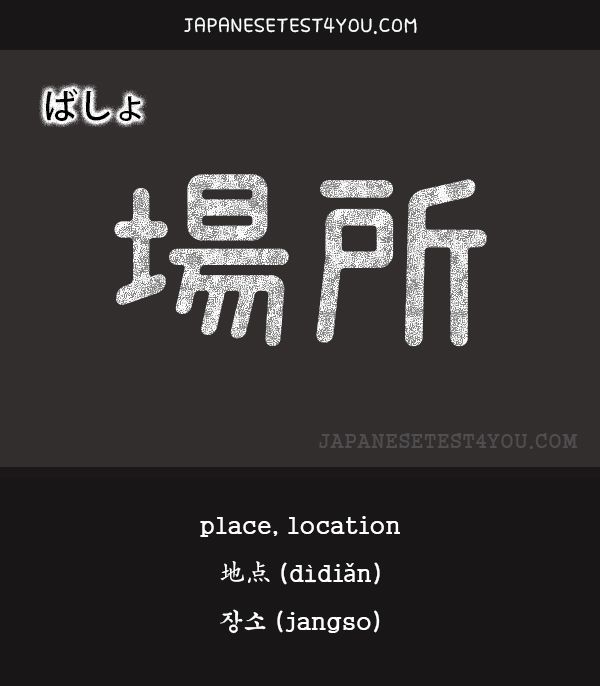 JAPANESETEST4YOU.COM
ばしょ
場所
JAPANESETEST4YOU.COM
place, location
地点 (dìdiǎn)
장소 (jangso)